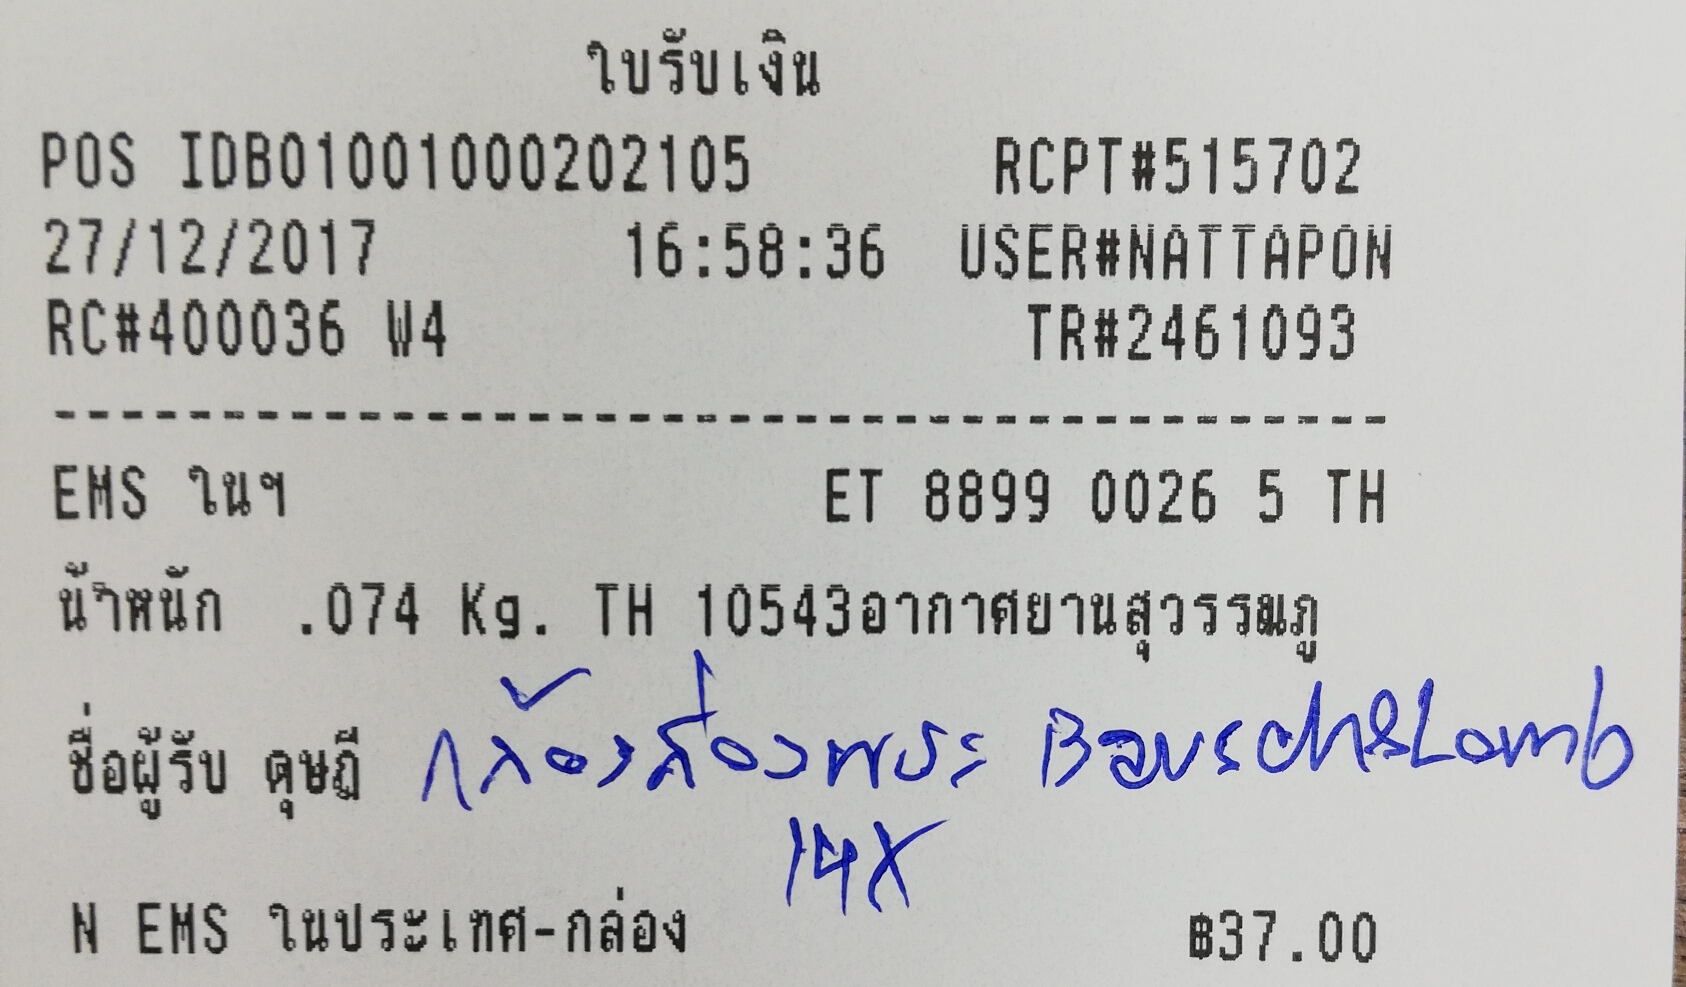 ใบรับเงิน
POS IDB01001000202105 RCPT#515702
27/12/2017 16:58:36 USER#NATTAPON
RC#400036 W4 TR#2461093
--------------------------------
EMS ในฯ ET 8899 0026 5 TH
น้ำหนัก .074 Kg. TH 10543อากาศยานสุวรรณภู
ชื่อผู้รับ ดุษฎี กล้องส่องพระ Bausch&Lomb
14X
N EMS ในประเทศ-กล่อง ฿37.00